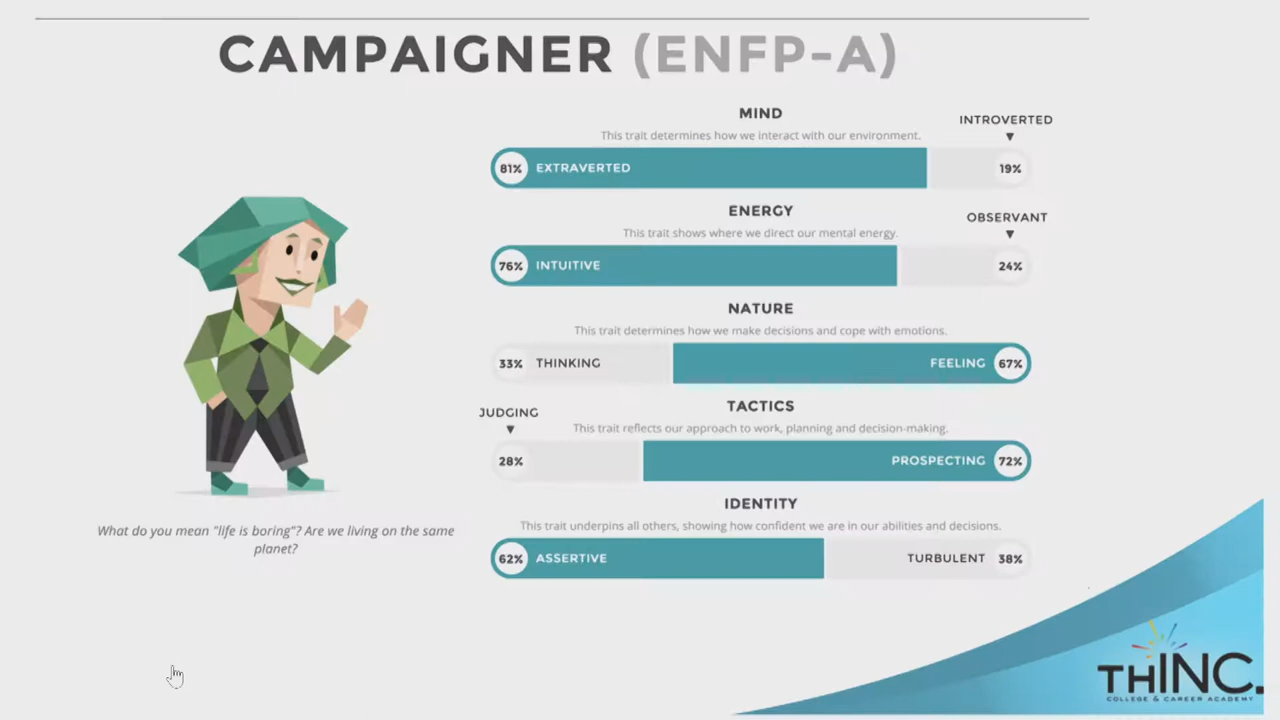 CAMPAIGNER (ENFP-A)
MIND
This trait determines how we interact with our environment.
INTRODUCED
81% EXTRAVERTED 19%
ENERGY
This trait shows where we direct our mental energy.
OBSERVANT
76% INTUITIVE 24%
NATURE
This trait determines how we make decisions and cope with emotions.
33% THINKING FEELING 67%
TACTICS
JUDGING
This trait reflects our approach to work, planning and decision-making.
28% PROSPECTING 72%
IDENTITY
This trait underpins all others, showing how confident we are in our abilities and decisions.
62% ASSERTIVE TURBULENT 38%
What do you mean "life is boring"? Are we living on the same
planet?
THINC.
COLLEGE & CAREER ACADEMY